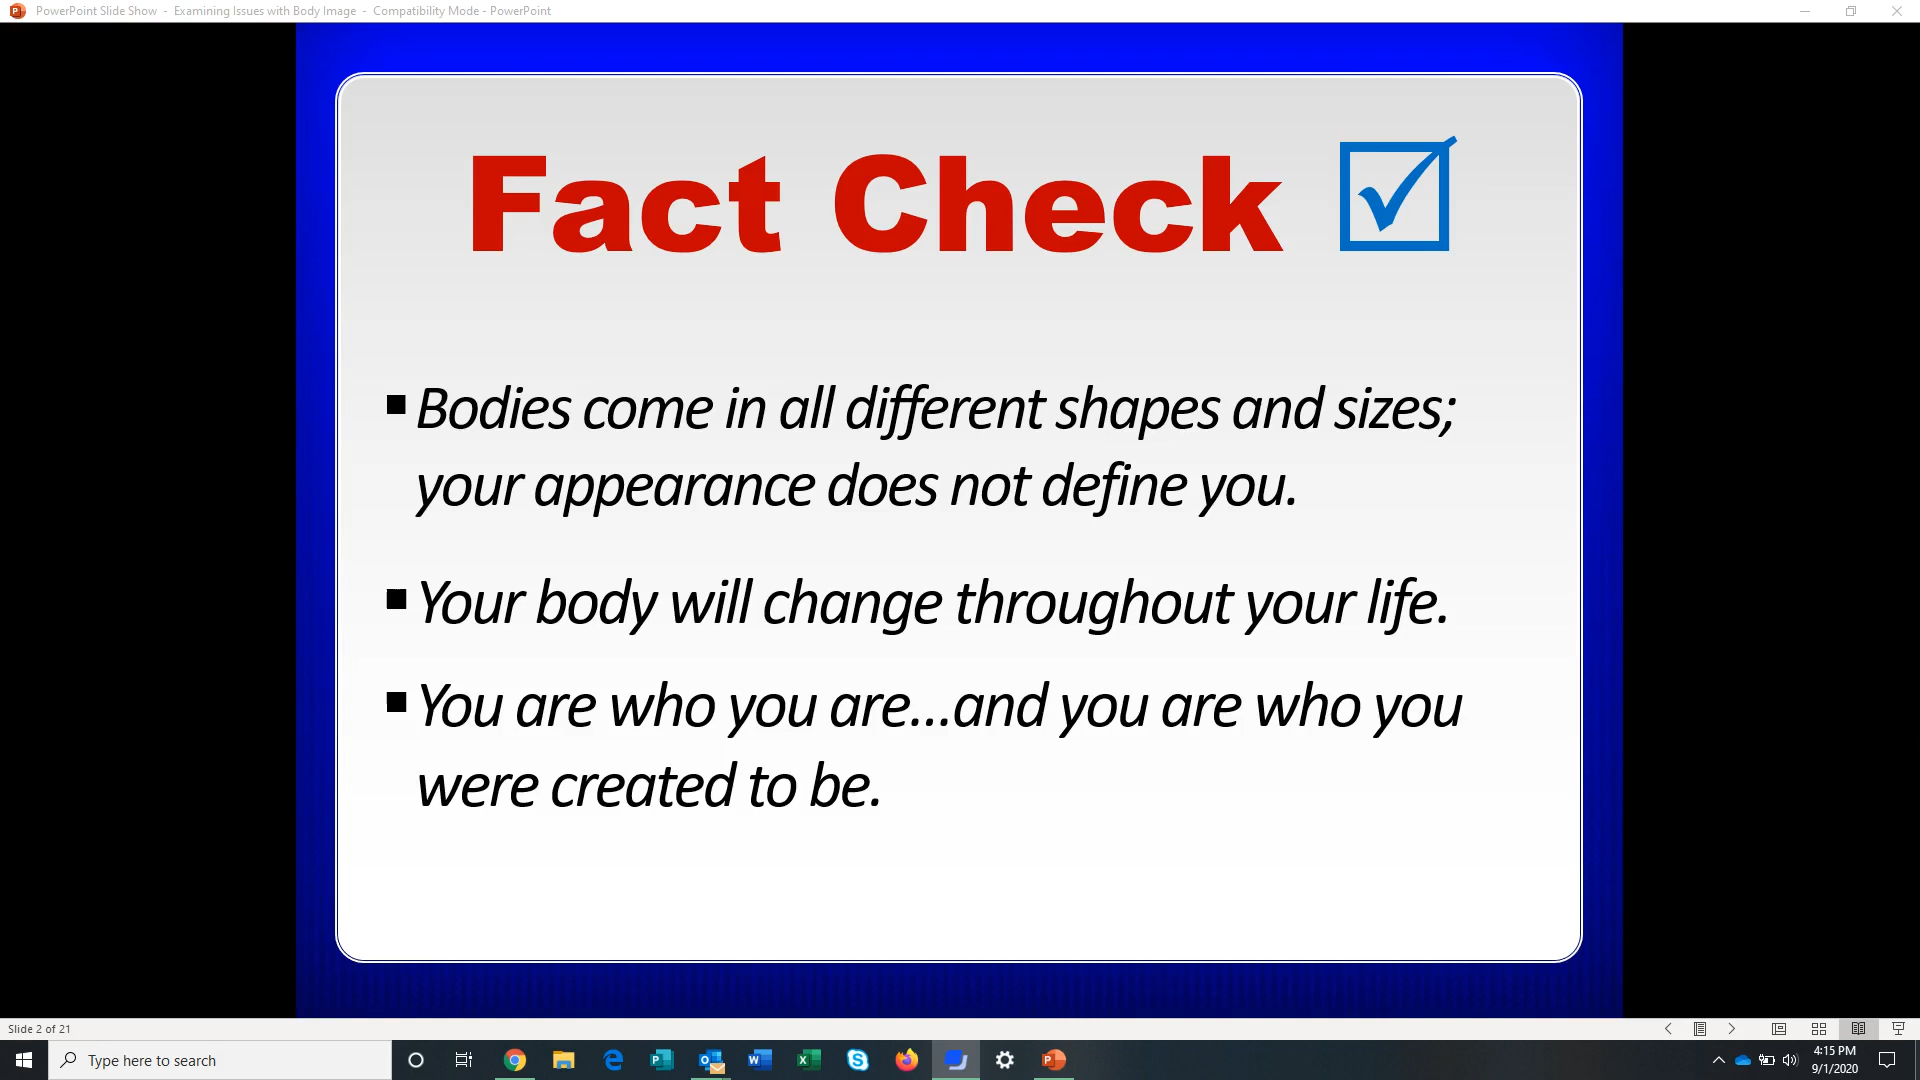 PowerPoint Slide Show - Examining Issues with Body Image - Compatibility Mode - PowerPoint
Fact Check ☑
▪ Bodies come in all different shapes and sizes;
your appearance does not define you.
▪ Your body will change throughout your life.
▪ You are who you are...and you are who you
were created to be.
Slide 2 of 21
Type here to search
4:15 PM
9/1/2020